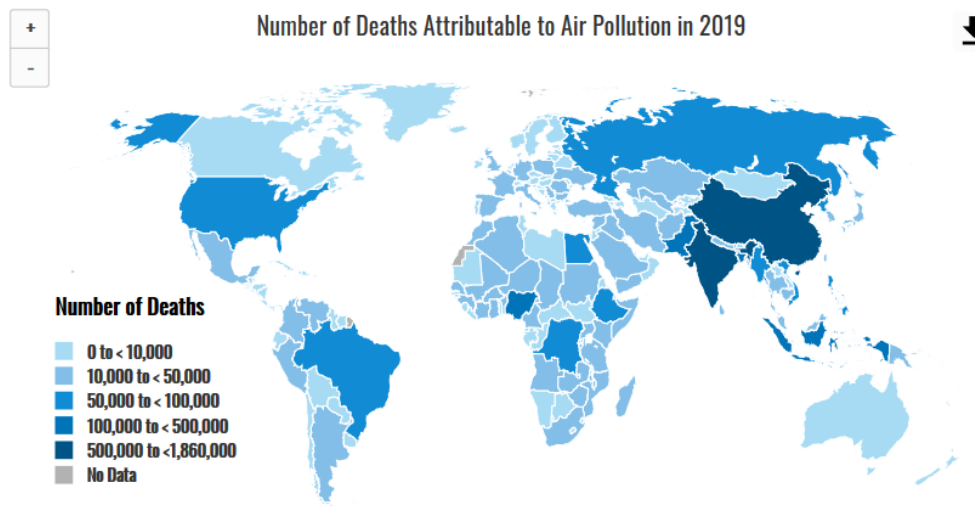 +
Number of Deaths Attributable to Air Pollution in 2019
-
Number of Deaths
0 to < 10,000
10,000 to < 50,000
50,000 to < 100,000
100,000 to < 500,000
500,000 to <1,860,000
No Data